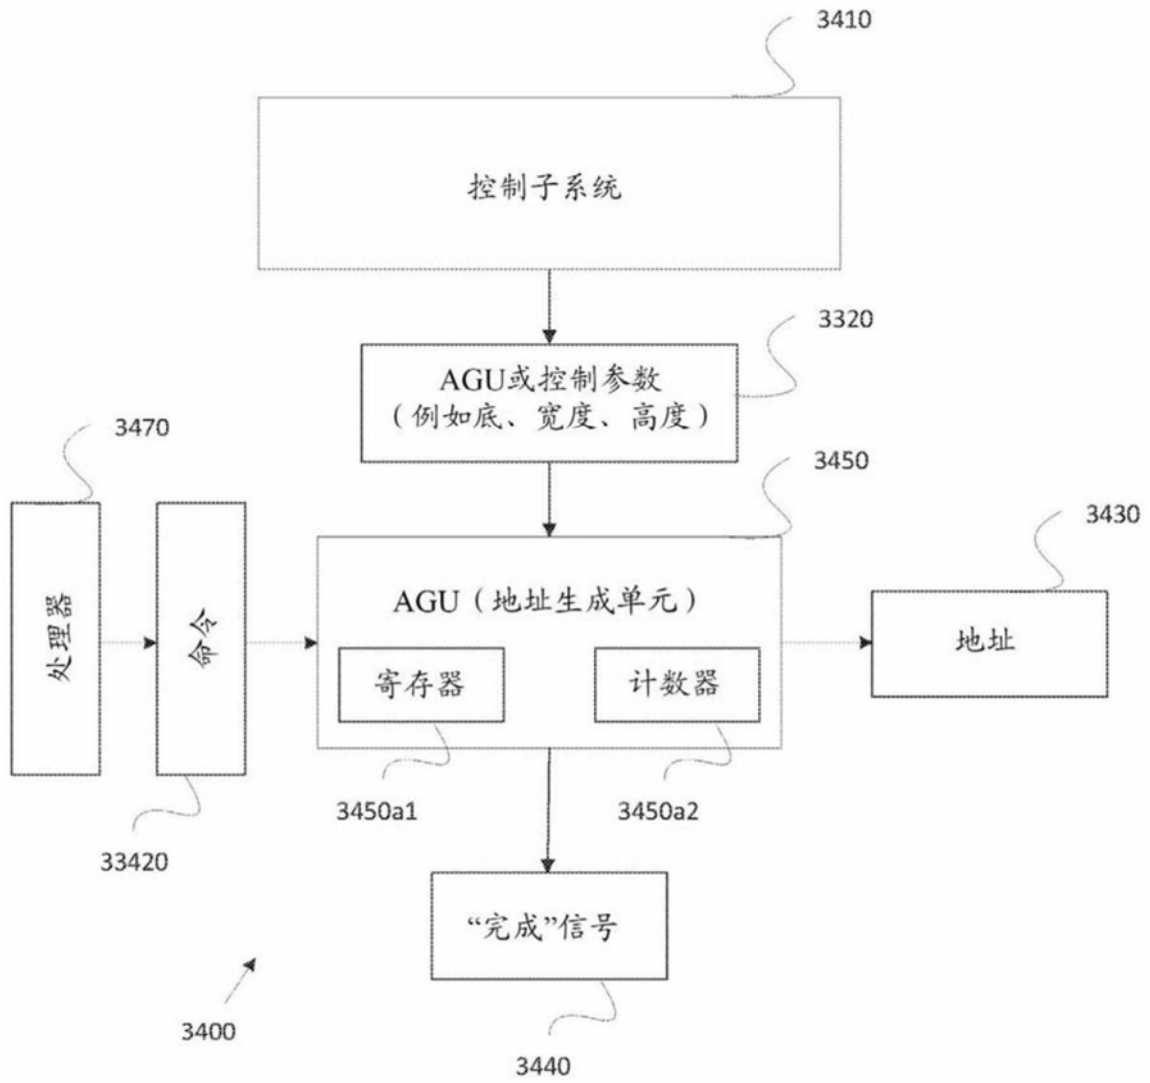 3410
控制子系统
3320
AGU或控制参数
（例如底、宽度、高度）
3470
3450
3430
处理器
命令
AGU（地址生成单元）
地址
寄存器
计数器
3450a1
3450a2
33420
“完成”信号
3400
3440